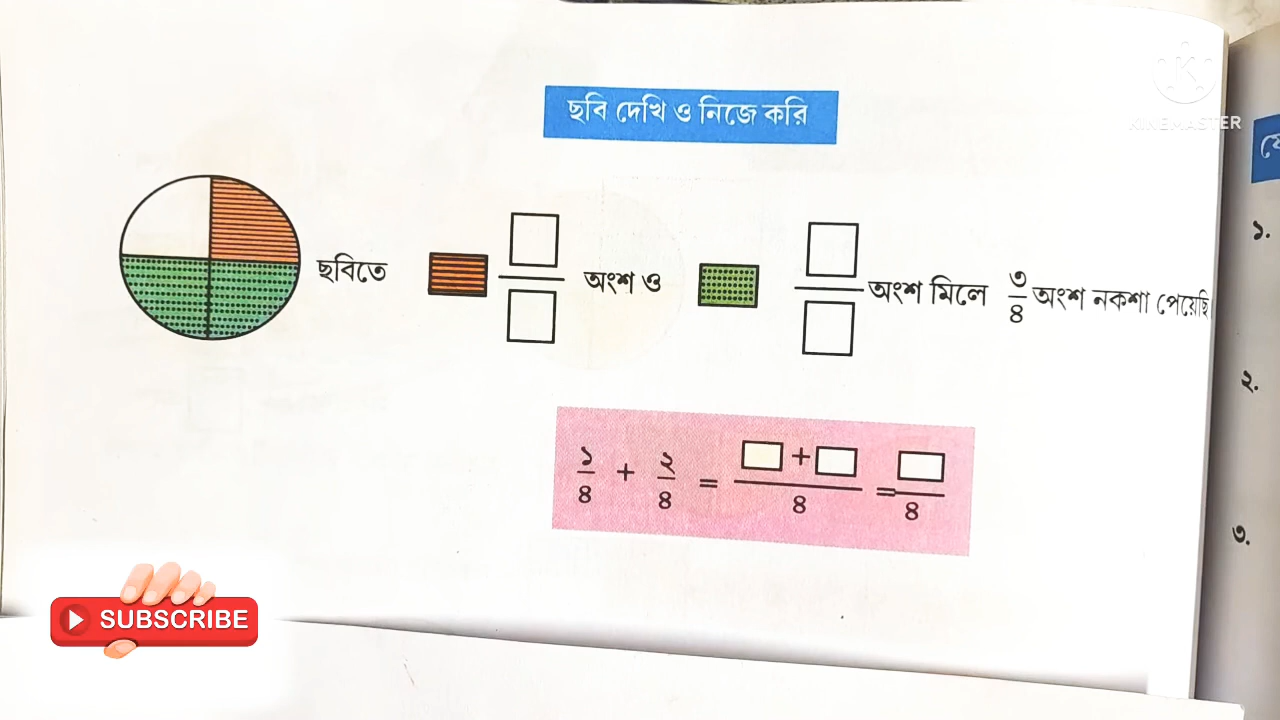 KINEMASTER
ছবি দেখি ও নিজে করি
ছবিতে অংশ ও অংশ মিলে ৩/৪ অংশ নকশা পেয়েছি
১/৪ + ২/৪ = □ + □/৪ = □/৪
১.
২.
৩.
SUBSCRIBE